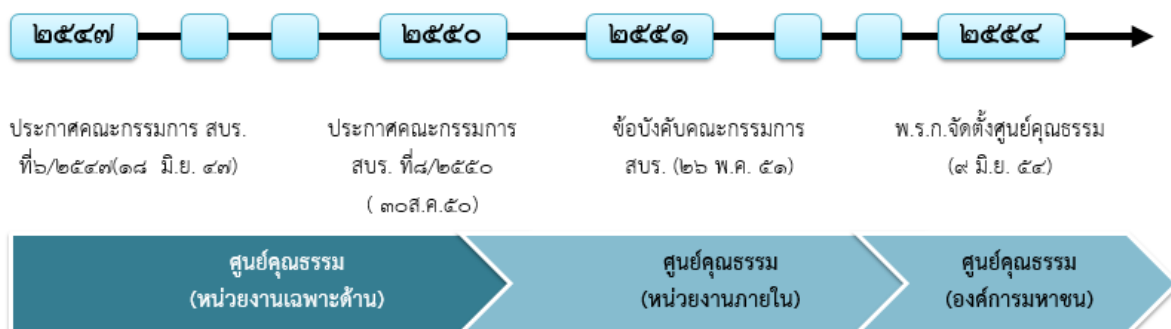 ๒๕๔๗ ๒๕๕๐ ๒๕๕๑ ๒๕๕๔
ประกาศคณะกรรมการ สบร.
ที่๖/๒๕๔๗(๑๘ มิ.ย. ๔๗)
ประกาศคณะกรรมการ
สบร. ที่๘/๒๕๕๐
( ๓๐ส.ค.๕๐)
ข้อบังคับคณะกรรมการ
สบร. (๒๖ พ.ค. ๕๑)
พ.ร.ก.จัดตั้งศูนย์คุณธรรม
(๙ มิ.ย. ๕๔)
ศูนย์คุณธรรม
(หน่วยงานเฉพาะด้าน)
ศูนย์คุณธรรม
(หน่วยงานภายใน)
ศูนย์คุณธรรม
(องค์การมหาชน)